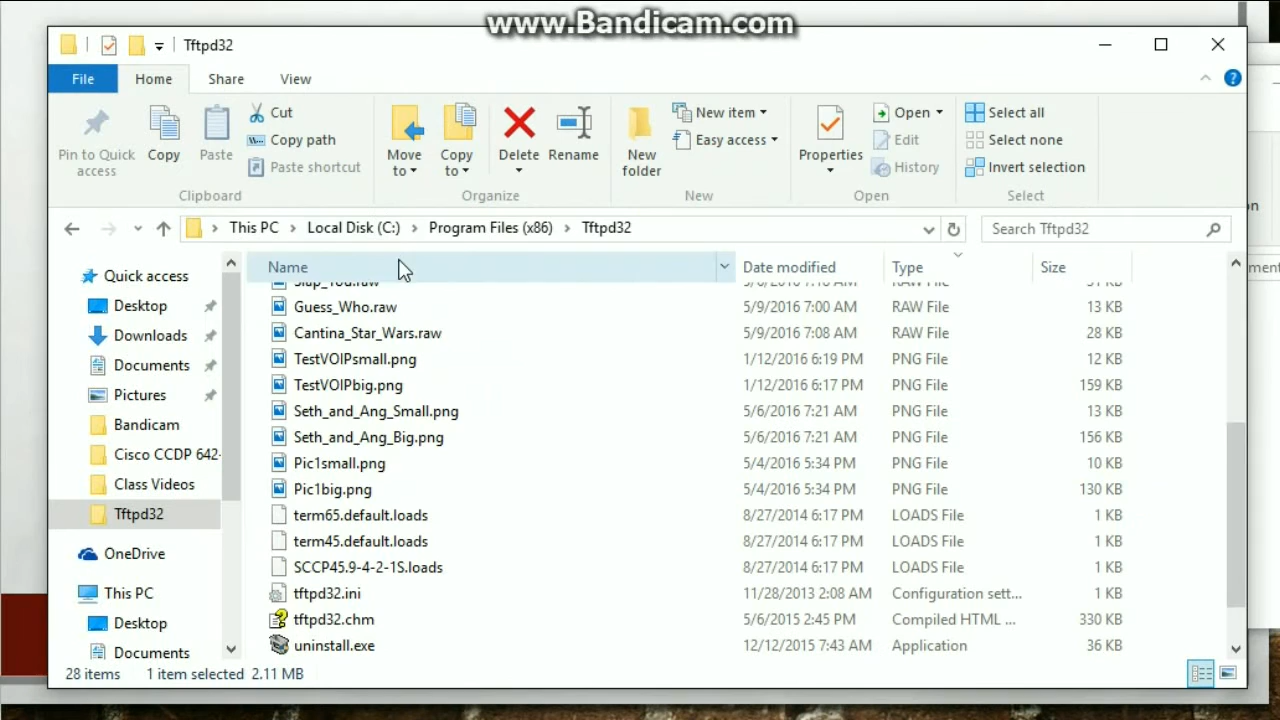 www.Bandicam.com
Tftpd32
File Home Share View
Pin to Quick access
Copy
Paste
Cut
Copy path
Paste shortcut
Clipboard
Move to
Copy to
Delete
Rename
Organize
New folder
New item
Easy access
New
Properties
Open
Edit
History
Open
Select all
Select none
Invert selection
Select
This PC > Local Disk (C:) > Program Files (x86) > Tftpd32
Search Tftpd32
Quick access
Desktop
Downloads
Documents
Pictures
Bandicam
Cisco CCDP 642-
Class Videos
Tftpd32
OneDrive
This PC
Desktop
Documents
Name Date modified Type Size
Guess_Who.raw 5/9/2016 7:00 AM RAW File 13 KB
Cantina_Star_Wars.raw 5/9/2016 7:08 AM RAW File 28 KB
TestVOIPsmall.png 1/12/2016 6:19 PM PNG File 12 KB
TestVOIPbig.png 1/12/2016 6:17 PM PNG File 159 KB
Seth_and_Ang_Small.png 5/6/2016 7:21 AM PNG File 13 KB
Seth_and_Ang_Big.png 5/6/2016 7:21 AM PNG File 156 KB
Pic1small.png 5/4/2016 5:34 PM PNG File 10 KB
Pic1big.png 5/4/2016 5:34 PM PNG File 130 KB
term65.default.loads 8/27/2014 6:17 PM LOADS File 1 KB
term45.default.loads 8/27/2014 6:17 PM LOADS File 1 KB
SCCP45.9-4-2-1S.loads 8/27/2014 6:17 PM LOADS File 1 KB
tftpd32.ini 11/28/2013 2:08 AM Configuration sett... 1 KB
tftpd32.chm 5/6/2015 2:45 PM Compiled HTML ... 330 KB
uninstall.exe 12/12/2015 7:43 AM Application 36 KB
28 items 1 item selected 2.11 MB